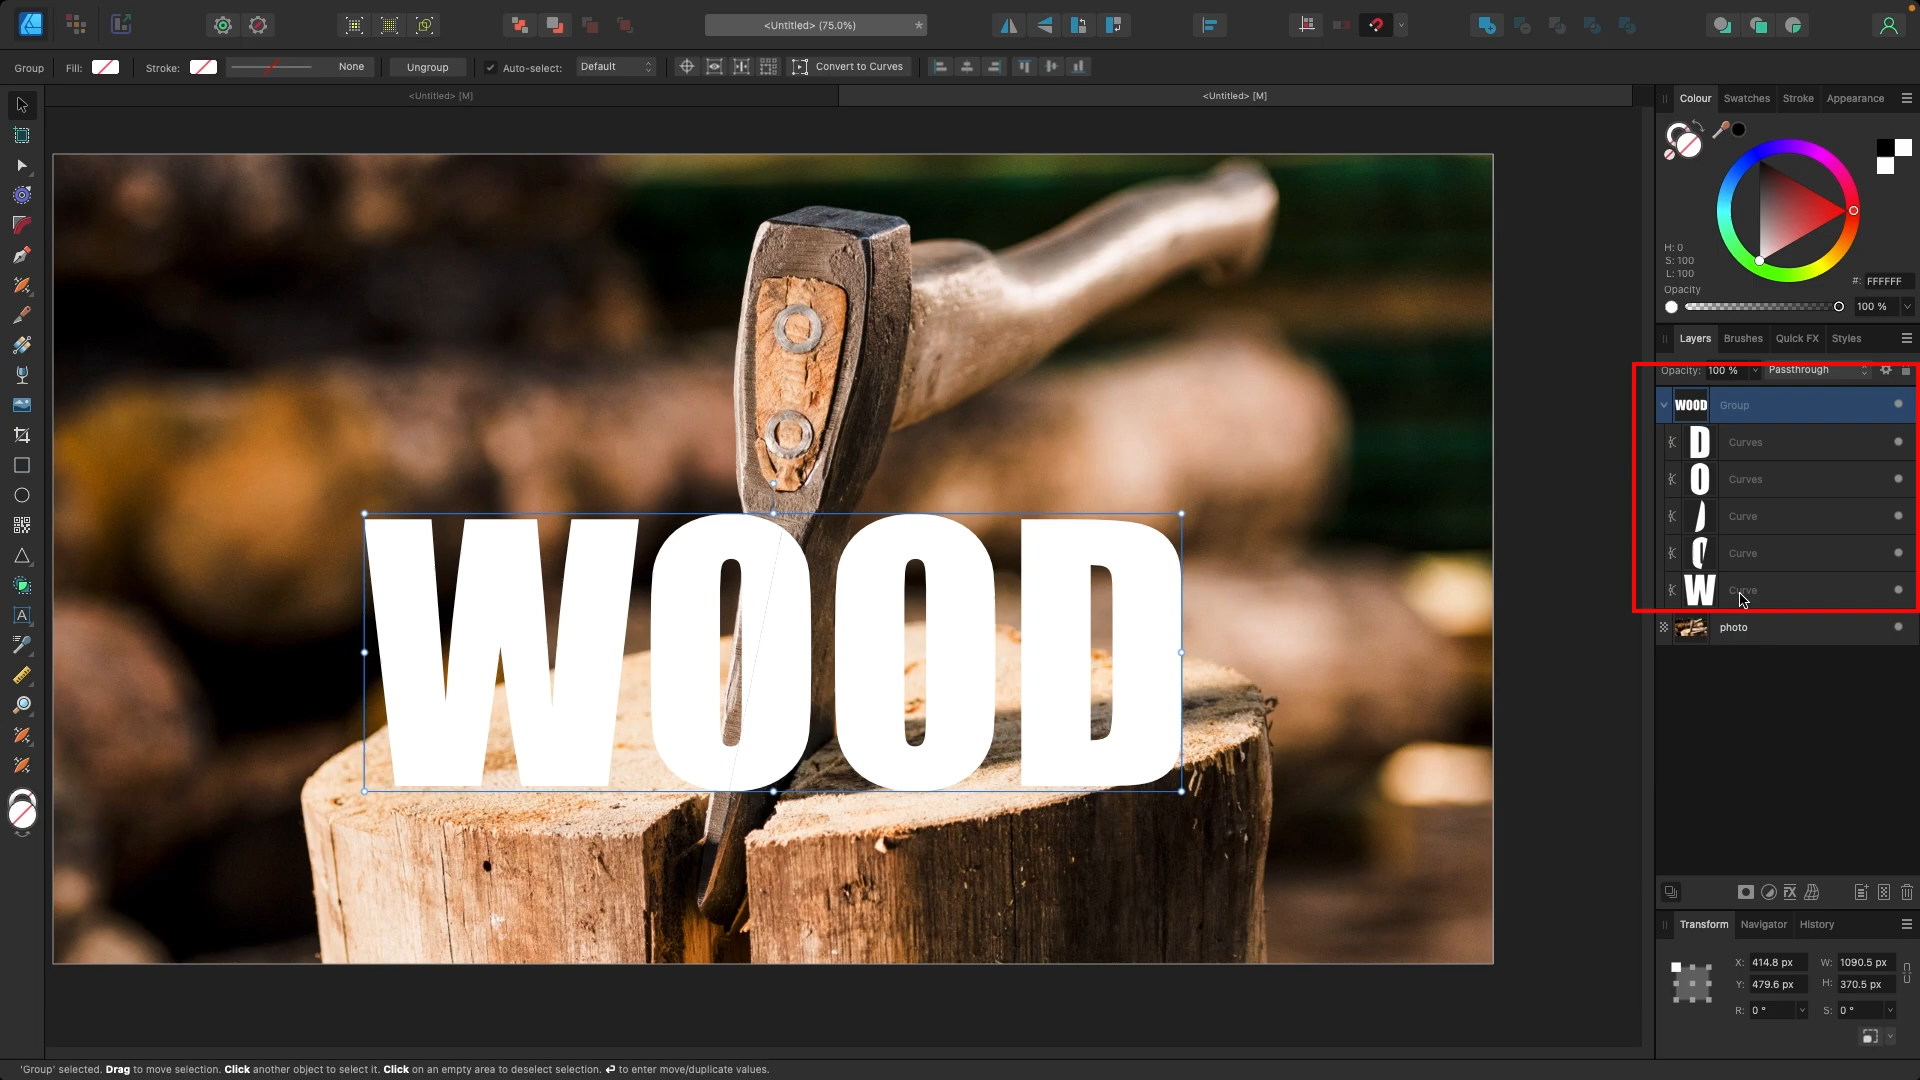 <Untitled> (75.0%)
*
Group
Fill:
Stroke:
None
Ungroup
Auto-select:
Default
Convert to Curves
<Untitled> [M]
<Untitled> [M]
Colour
Swatches
Stroke
Appearance
H: 0
S: 100
L: 100
#: FFFFFF
Opacity
100 %
Layers
Brushes
Quick FX
Styles
Opacity: 100 %
Passthrough
WOOD
Group
D
Curves
O
Curves
Curve
Curve
W
Curve
photo
WOOD
A
FX
Transform
Navigator
History
X: 414.8 px
W: 1090.5 px
Y: 479.6 px
H: 370.5 px
R: 0 °
S: 0 °
'Group' selected. Drag to move selection. Click another object to select it. Click on an empty area to deselect selection. ⏎ to enter move/duplicate values.